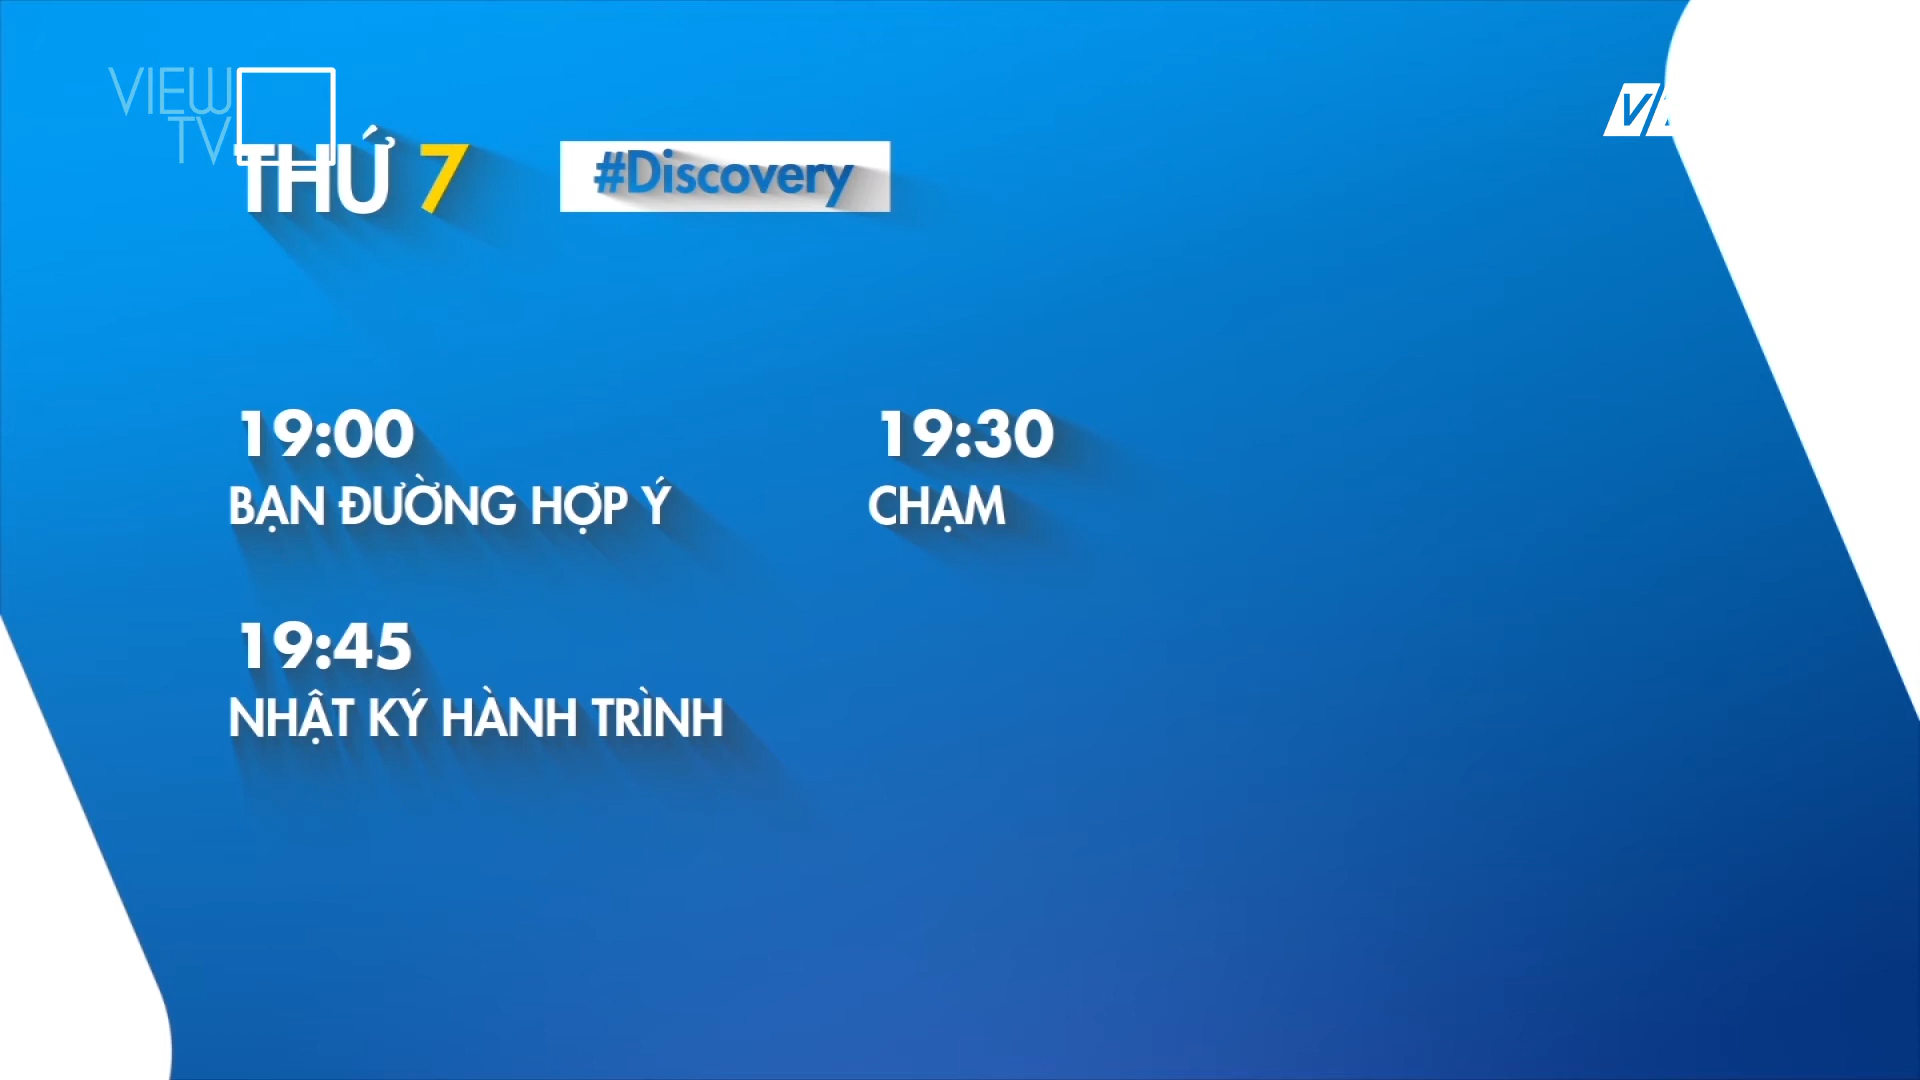 VIEW
TV
THỨ 7
#Discovery
19:00
BẠN ĐƯỜNG HỢP Ý
19:30
CHẠM
19:45
NHẬT KÝ HÀNH TRÌNH